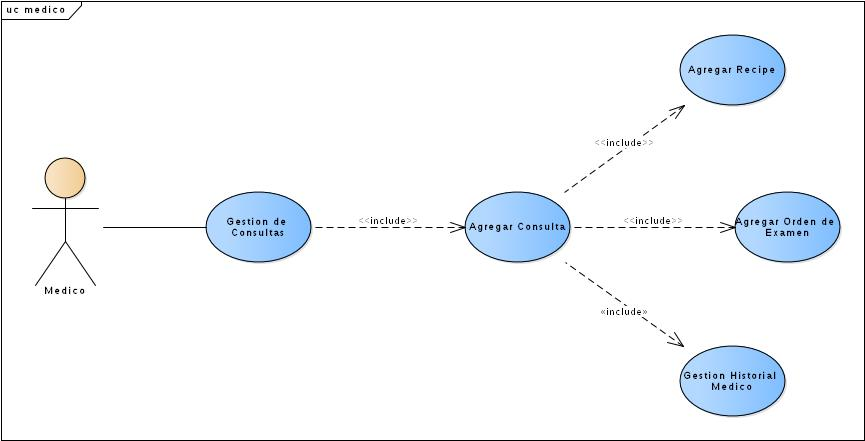 uc medico
Agregar Recipe
<<include>>
Gestion de
Consultas
<<include>>
Agregar Consulta
<<include>>
Agregar Orden de
Examen
Medico
«include»
Gestion Historial
Medico